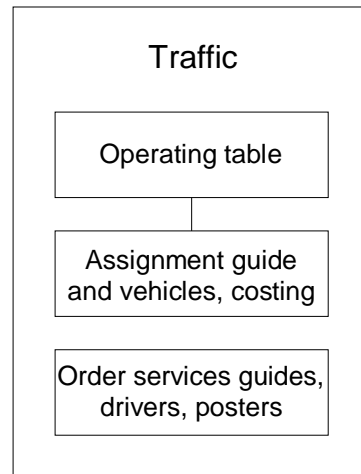 Traffic
Operating table
Assignment guide
and vehicles, costing
Order services guides,
drivers, posters